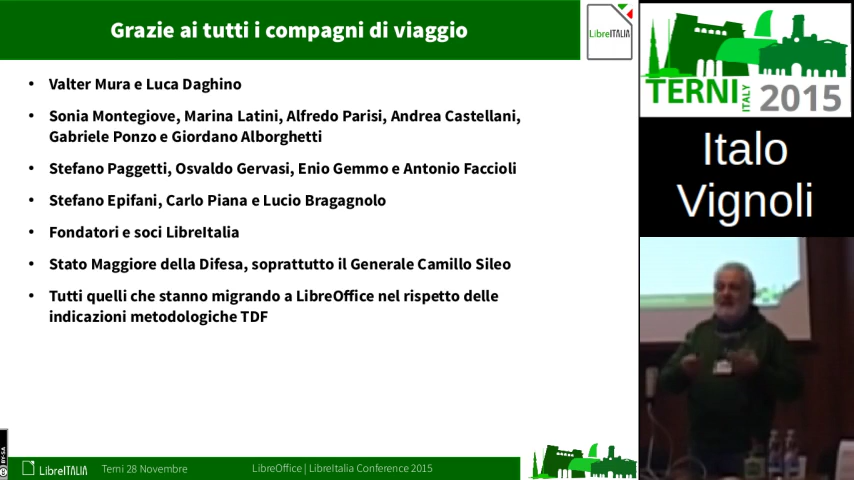 Grazie ai tutti i compagni di viaggio
LibreITALIA
• Valter Mura e Luca Daghino
• Sonia Montegiove, Marina Latini, Alfredo Parisi, Andrea Castellani,
Gabriele Ponzo e Giordano Alborghetti
• Stefano Paggetti, Osvaldo Gervasi, Enio Gemmo e Antonio Faccioli
• Stefano Epifani, Carlo Piana e Lucio Bragagnolo
• Fondatori e soci LibreItalia
• Stato Maggiore della Difesa, soprattutto il Generale Camillo Sileo
• Tutti quelli che stanno migrando a LibreOffice nel rispetto delle
indicazioni metodologiche TDF
BY-SA
LibreITALIA
Terni 28 Novembre
LibreOffice | LibreItalia Conference 2015
TERNI
ITALY
2015
Italo
Vignoli